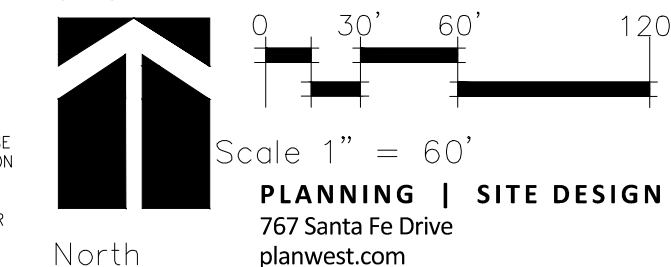 0 30’ 60’ 120
Scale 1” = 60’
PLANNING | SITE DESIGN
767 Santa Fe Drive
planwest.com
North